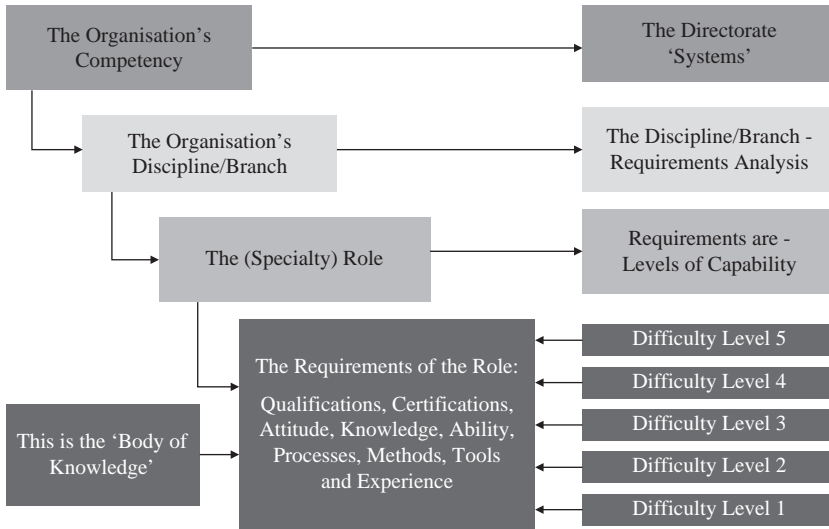 The Organisation’s
Competency
The Directorate
‘Systems’
The Organisation’s
Discipline/Branch
The Discipline/Branch -
Requirements Analysis
The (Specialty) Role
Requirements are -
Levels of Capability
The Requirements of the Role:
Qualifications, Certifications,
Attitude, Knowledge, Ability,
Processes, Methods, Tools
and Experience
This is the ‘Body of
Knowledge’
Difficulty Level 5
Difficulty Level 4
Difficulty Level 3
Difficulty Level 2
Difficulty Level 1